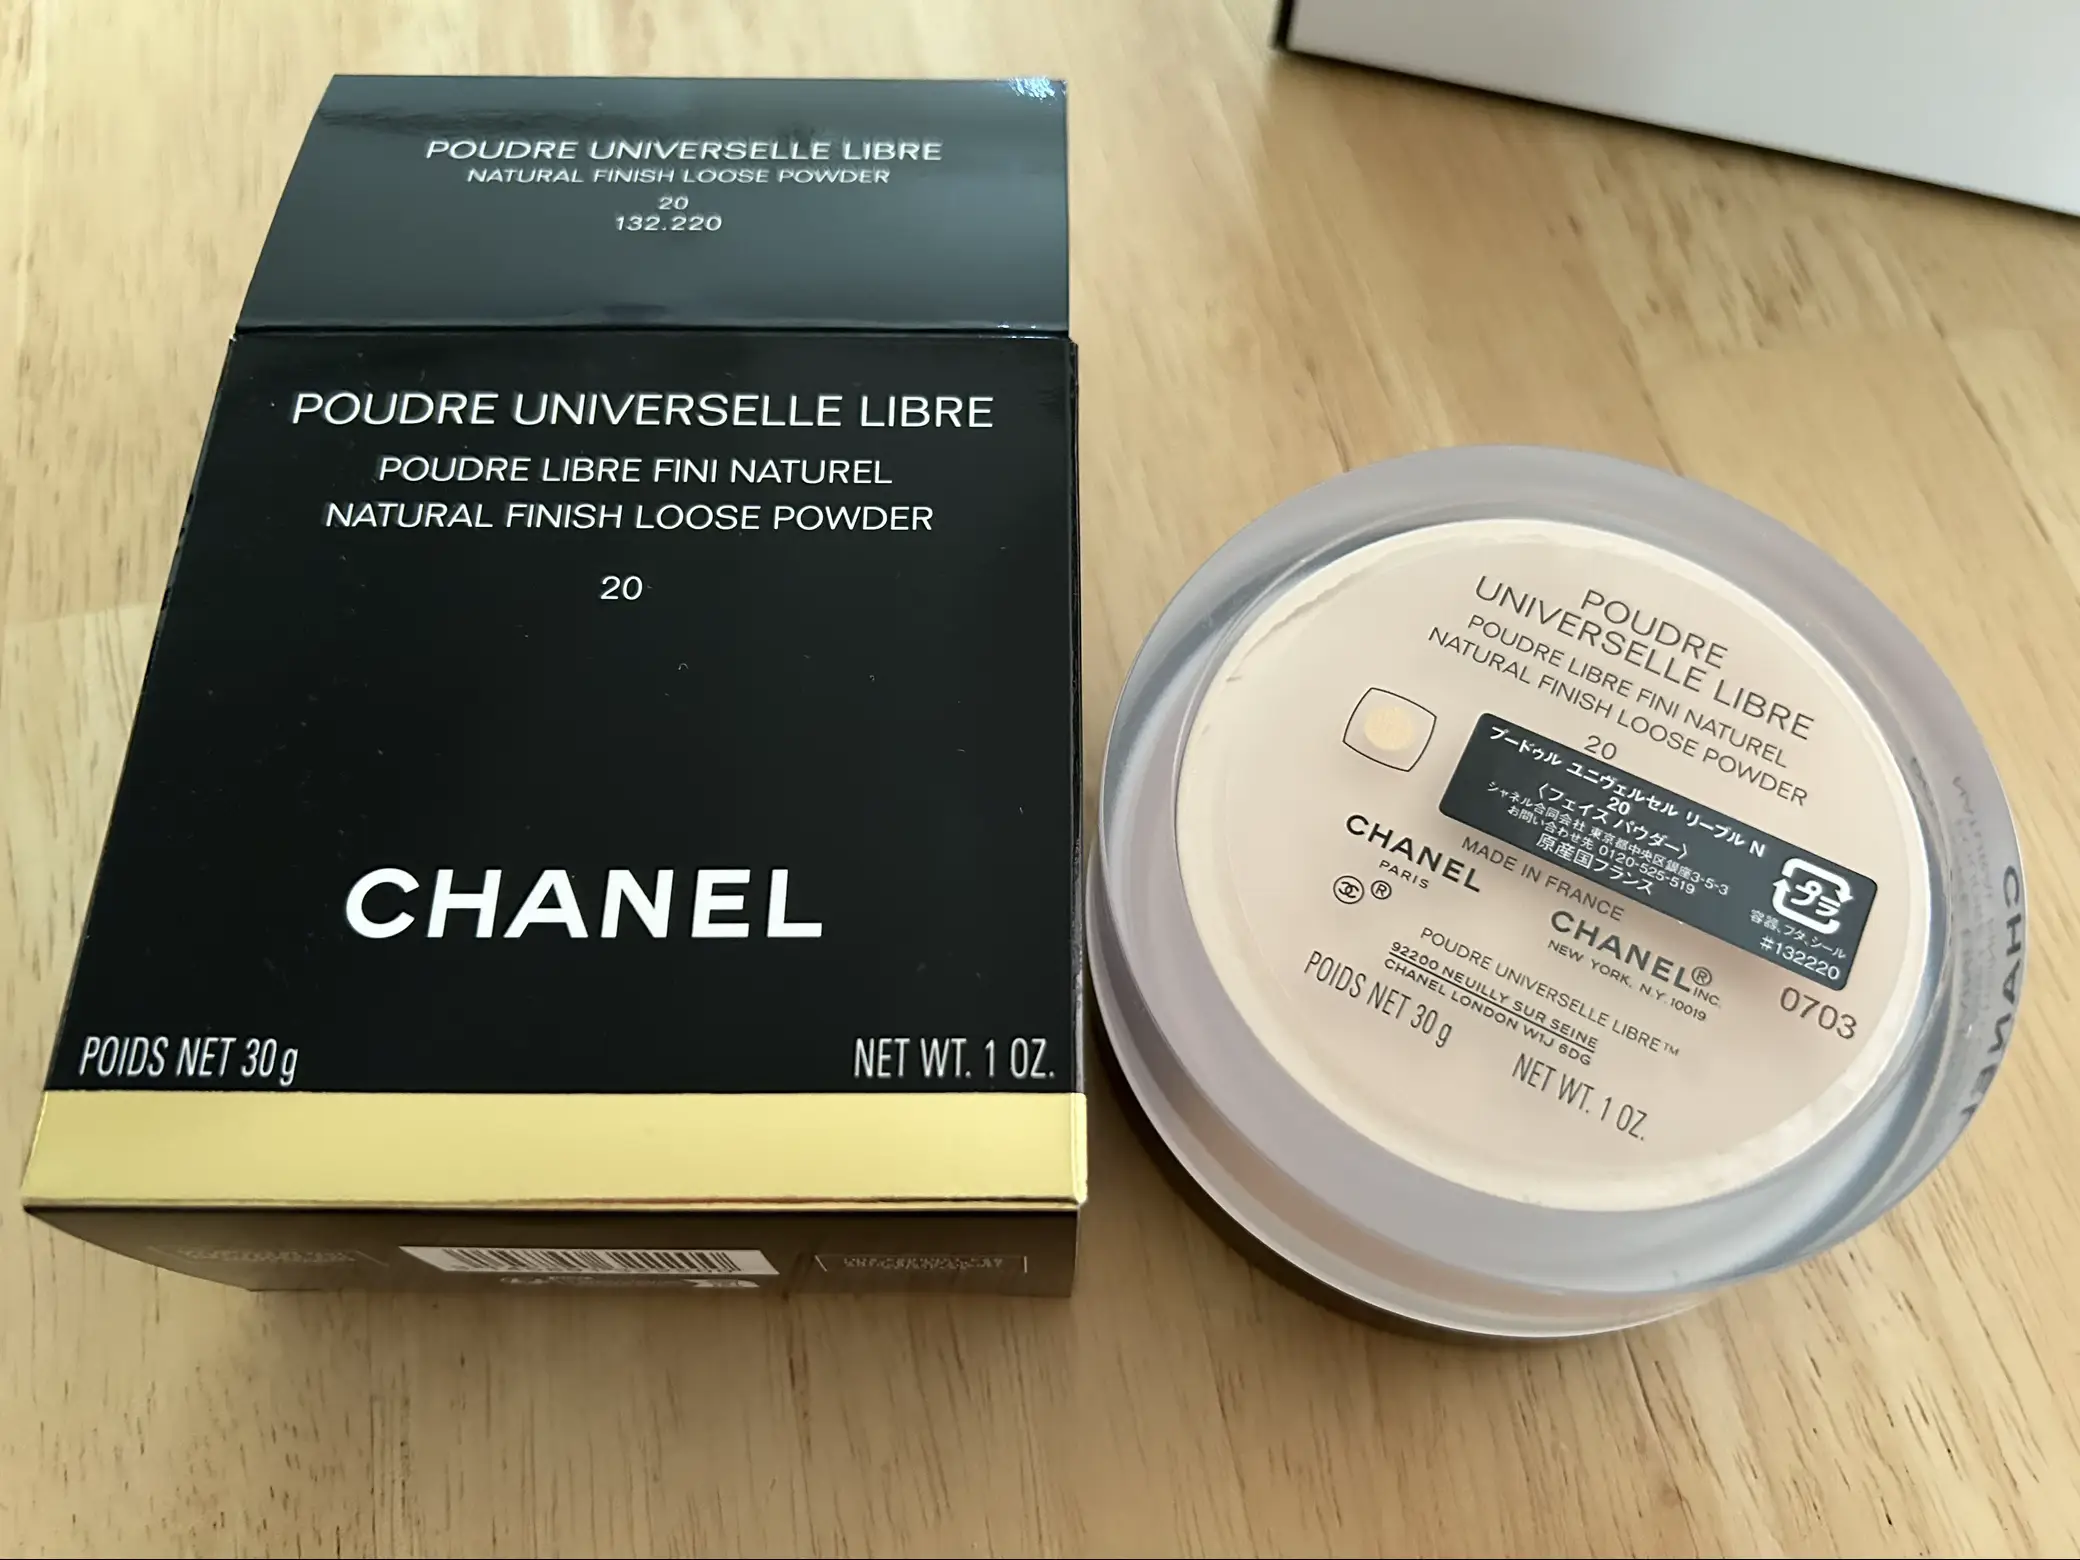 POUDRE UNIVERSELLE LIBRE
NATURAL FINISH LOOSE POWDER
20
132.220
POUDRE UNIVERSELLE LIBRE
POUDRE LIBRE FINI NATUREL
NATURAL FINISH LOOSE POWDER
20
CHANEL
POIDS NET 30 g
NET WT. 1 OZ.
POUDRE
UNIVERSELLE LIBRE
POUDRE LIBRE FINI NATUREL
NATURAL FINISH LOOSE POWDER
20
プードゥル ユニヴェルセル リーブル N
20
〈フェイス パウダー〉
シャネル合同会社 東京都中央区銀座3-5-3
お問い合わせ先 0120-525-519
原産国フランス
プラ
容器、フタ、シール
#132220
MADE IN FRANCE
CHANEL
PARIS
®
CHANEL® INC.
NEW YORK, N.Y. 10019
0703
POUDRE UNIVERSELLE LIBRE™
92200 NEUILLY SUR SEINE
CHANEL LONDON W1J 6DG
POIDS NET 30 g
NET WT. 1 OZ.
CHANEL